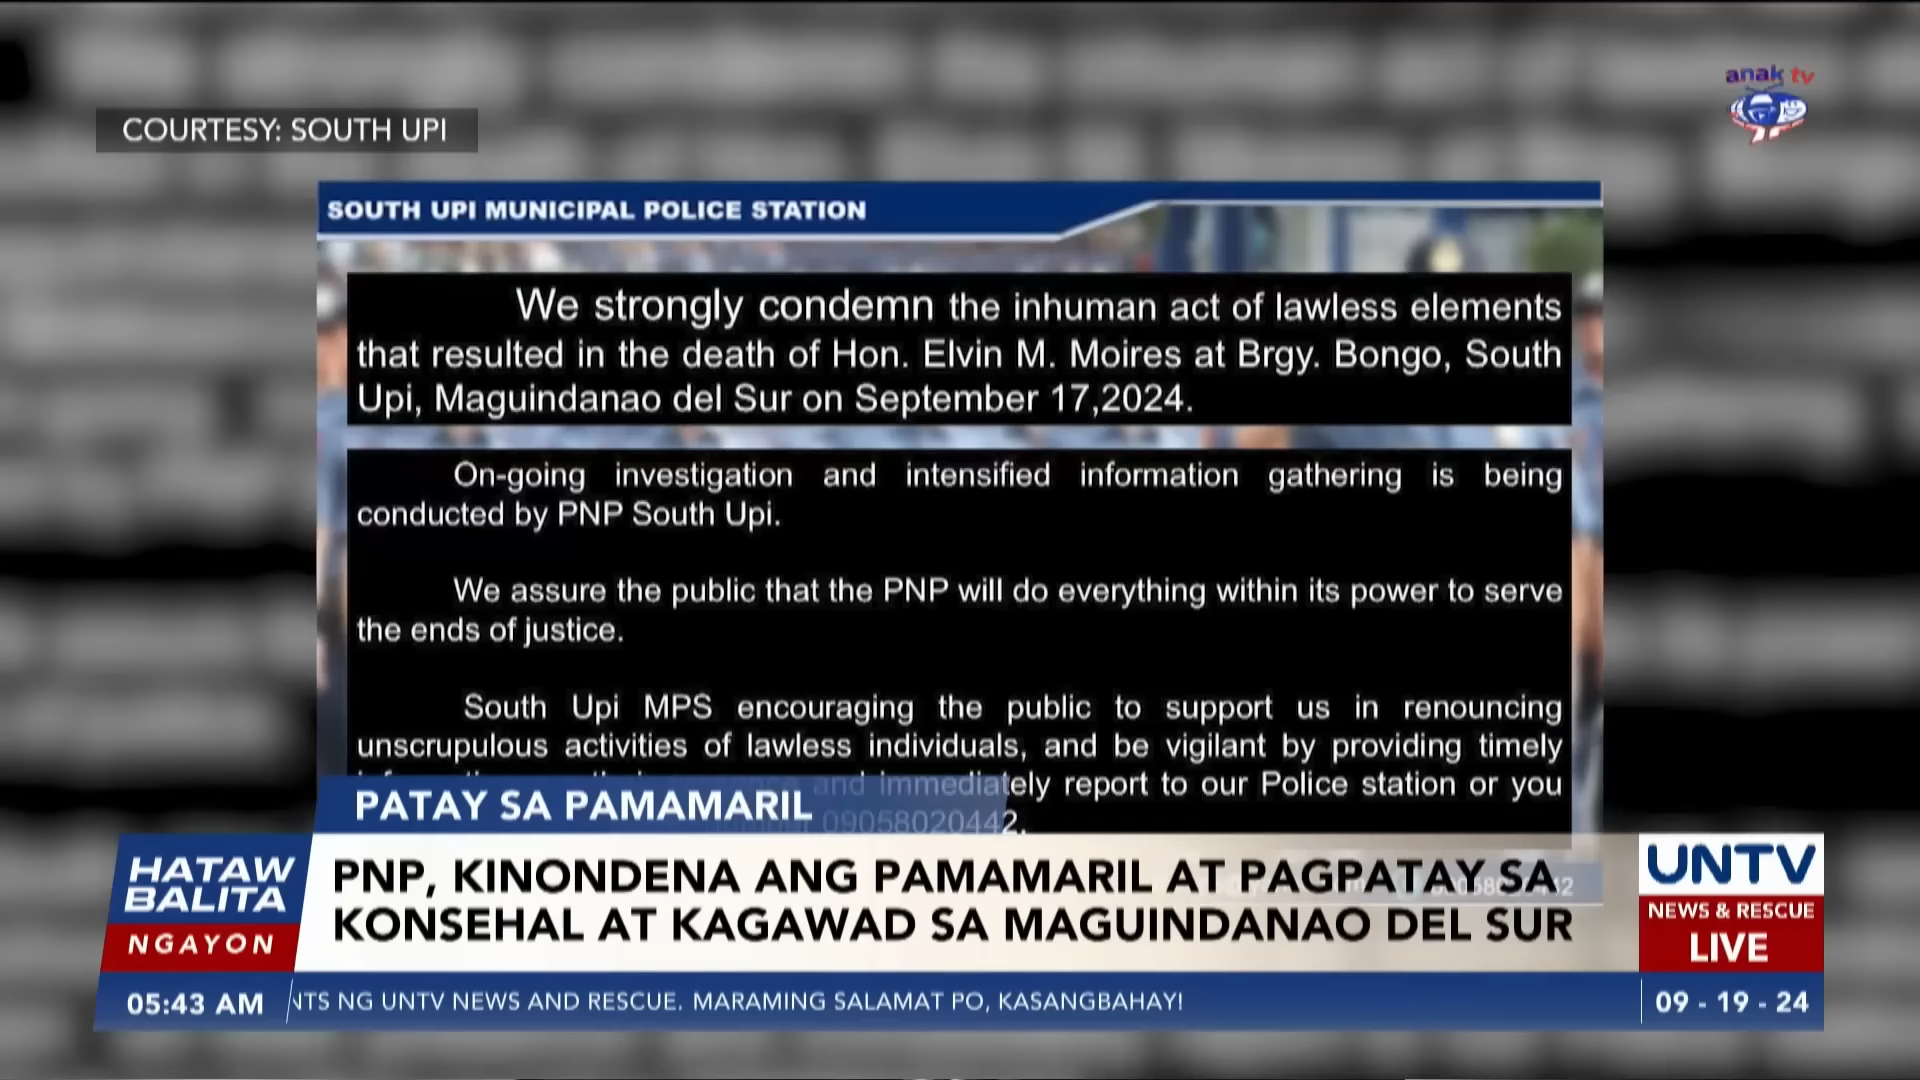 anak tv
COURTESY: SOUTH UPI
SOUTH UPI MUNICIPAL POLICE STATION
We strongly condemn the inhuman act of lawless elements
that resulted in the death of Hon. Elvin M. Moires at Brgy. Bongo, South
Upi, Maguindanao del Sur on September 17,2024.
On-going investigation and intensified information gathering is being
conducted by PNP South Upi.
We assure the public that the PNP will do everything within its power to serve
the ends of justice.
South Upi MPS encouraging the public to support us in renouncing
unscrupulous activities of lawless individuals, and be vigilant by providing timely
and immediately report to our Police station or you
09058020442.
PATAY SA PAMAMARIL
HATAW
BALITA
NGAYON
PNP, KINONDENA ANG PAMAMARIL AT PAGPATAY SA
KONSEHAL AT KAGAWAD SA MAGUINDANAO DEL SUR
UNTV
NEWS & RESCUE
LIVE
05:43 AM
NTS NG UNTV NEWS AND RESCUE. MARAMING SALAMAT PO, KASANGBAHAY!
09 - 19 - 24